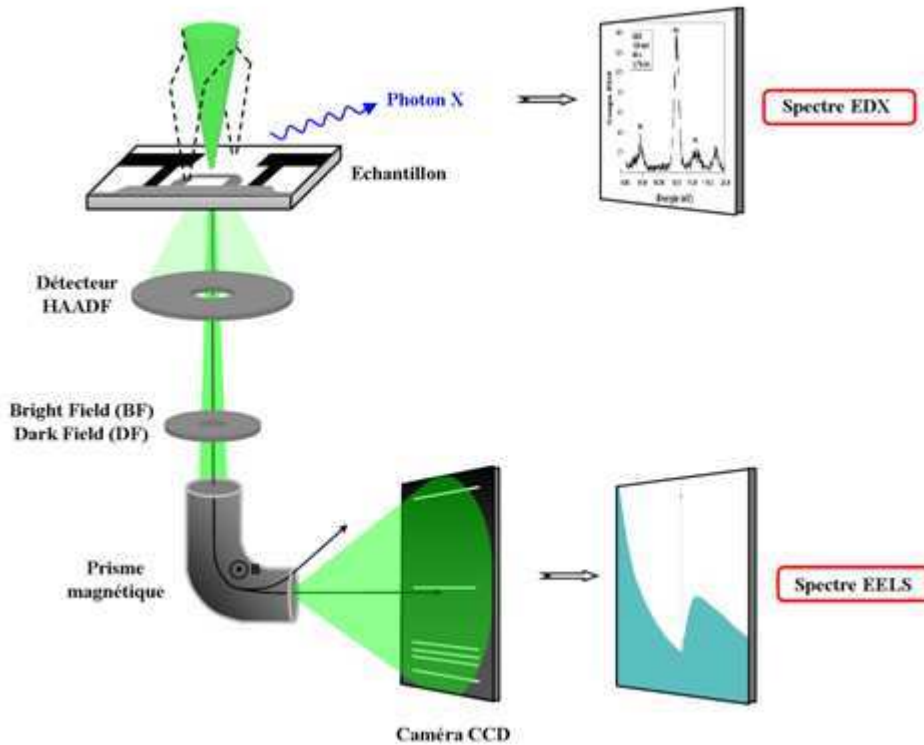 Photon X
Spectre EDX
Echantillon
Détecteur
HAADF
Bright Field (BF)
Dark Field (DF)
Prisme
magnétique
B
Spectre EELS
Caméra CCD